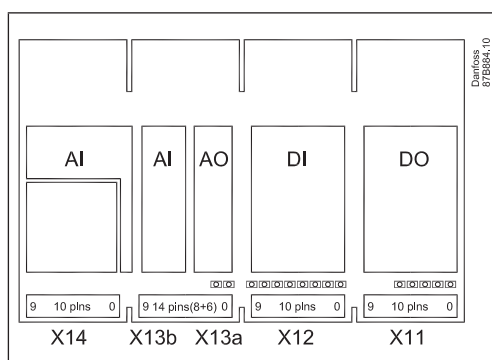 Danfoss
87B884.10
AI AI AO DI DO
9 10 pins 0 9 14 pins(8+6) 0 9 10 pins 0 9 10 pins 0
X14 X13b X13a X12 X11